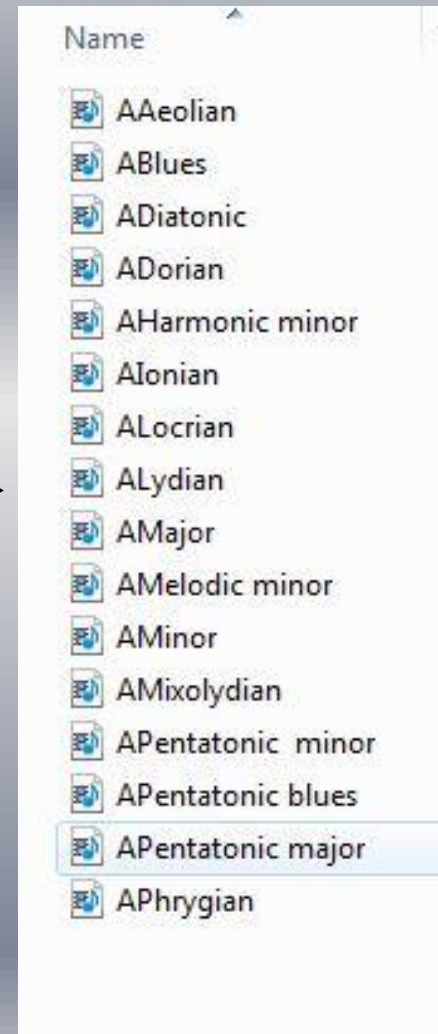 Name
AAeolian
ABlues
ADiatonic
ADorian
AHarmonic minor
AIonian
ALocrian
ALydian
AMajor
AMelodic minor
AMinor
AMixolydian
APentatonic  minor
APentatonic blues
APentatonic major
APhrygian